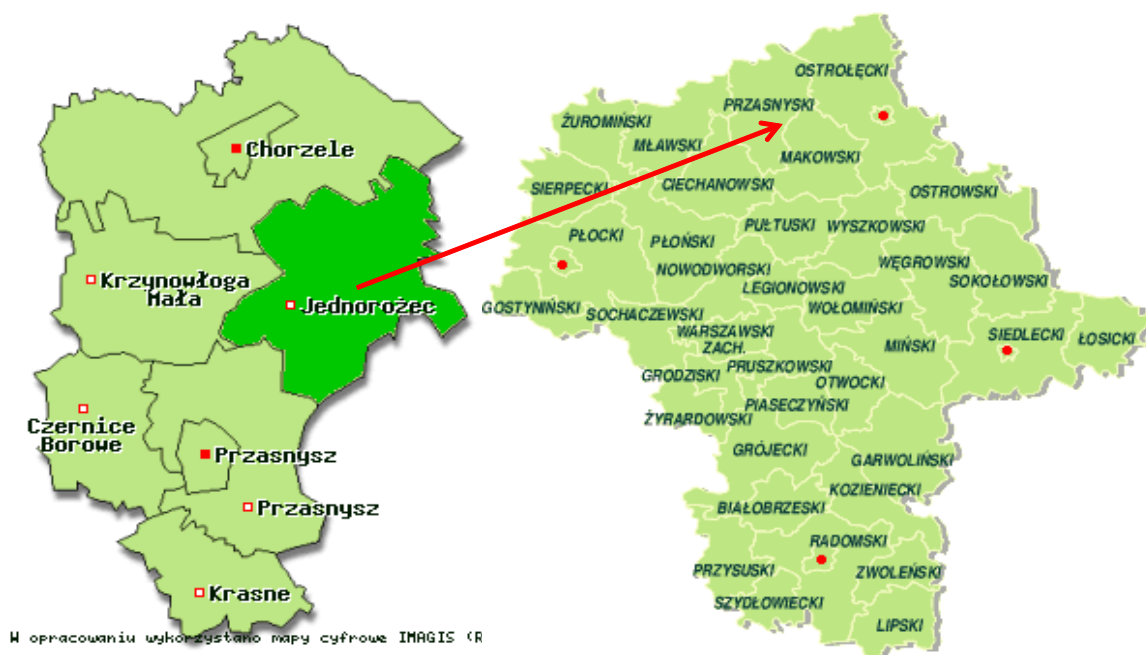 Chorzele
Krzynowłoga
Mała
Jednorożec
Czernice
Borowe
Przasnysz
Przasnysz
Krasne
W opracowaniu wykorzystano mapy cyfrowe IMAGIS (R
OSTROŁĘCKI
PRZASNYSKI
ŻUROMIŃSKI
MŁAWSKI
MAKOWSKI
CIECHANOWSKI
SIERPECKI
OSTROWSKI
PUŁTUSKI
WYSZKOWSKI
PŁOCKI
PŁOŃSKI
WĘGROWSKI
NOWODWORSKI
SOKOŁOWSKI
LEGIONOWSKI
GOSTYNIŃSKI
SOCHACZEWSKI
WOŁOMIŃSKI
WARSZAWSKI
ZACH.
MIŃSKI
SIEDLECKI
ŁOSICKI
PRUSZKOWSKI
GRODZISKI
OTWOCKI
PIASECZYŃSKI
ŻYRARDOWSKI
GRÓJECKI
GARWOLIŃSKI
KOZIENIECKI
BIAŁOBRZESKI
RADOMSKI
PRZYSUSKI
ZWOLEŃSKI
SZYDŁOWIECKI
LIPSKI